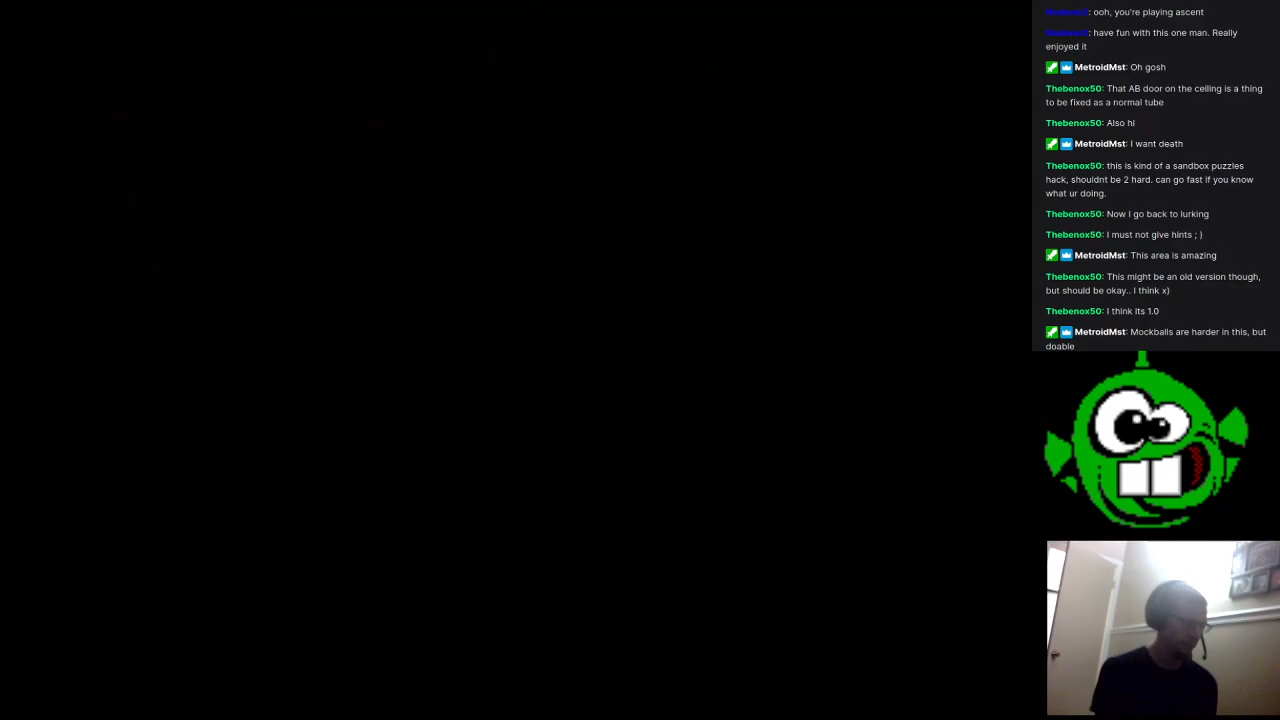 : ooh, you're playing ascent
: have fun with this one man. Really
enjoyed it
MetroidMst: Oh gosh
Thebenox50: That AB door on the ceiling is a thing
to be fixed as a normal tube
Thebenox50: Also hi
MetroidMst: I want death
Thebenox50: this is kind of a sandbox puzzles
hack, shouldnt be 2 hard. can go fast if you know
what ur doing.
Thebenox50: Now I go back to lurking
Thebenox50: I must not give hints ; )
MetroidMst: This area is amazing
Thebenox50: This might be an old version though,
but should be okay.. I think x)
Thebenox50: I think its 1.0
MetroidMst: Mockballs are harder in this, but
doable